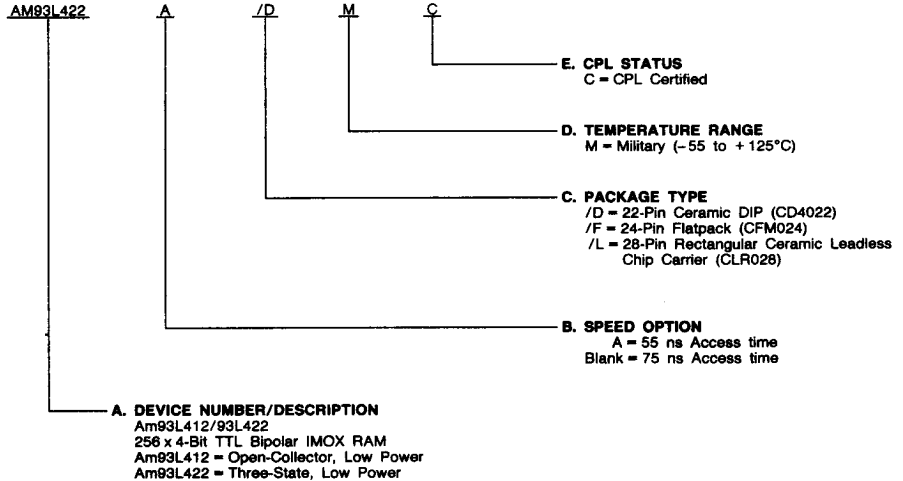 AM93L422 A /D M C
E. CPL STATUS
C = CPL Certified
D. TEMPERATURE RANGE
M = Military (-55 to +125°C)
C. PACKAGE TYPE
/D = 22-Pin Ceramic DIP (CD4022)
/F = 24-Pin Flatpack (CFM024)
/L = 28-Pin Rectangular Ceramic Leadless
Chip Carrier (CLR028)
B. SPEED OPTION
A = 55 ns Access time
Blank = 75 ns Access time
A. DEVICE NUMBER/DESCRIPTION
Am93L412/93L422
256 x 4-Bit TTL Bipolar IMOX RAM
Am93L412 = Open-Collector, Low Power
Am93L422 = Three-State, Low Power